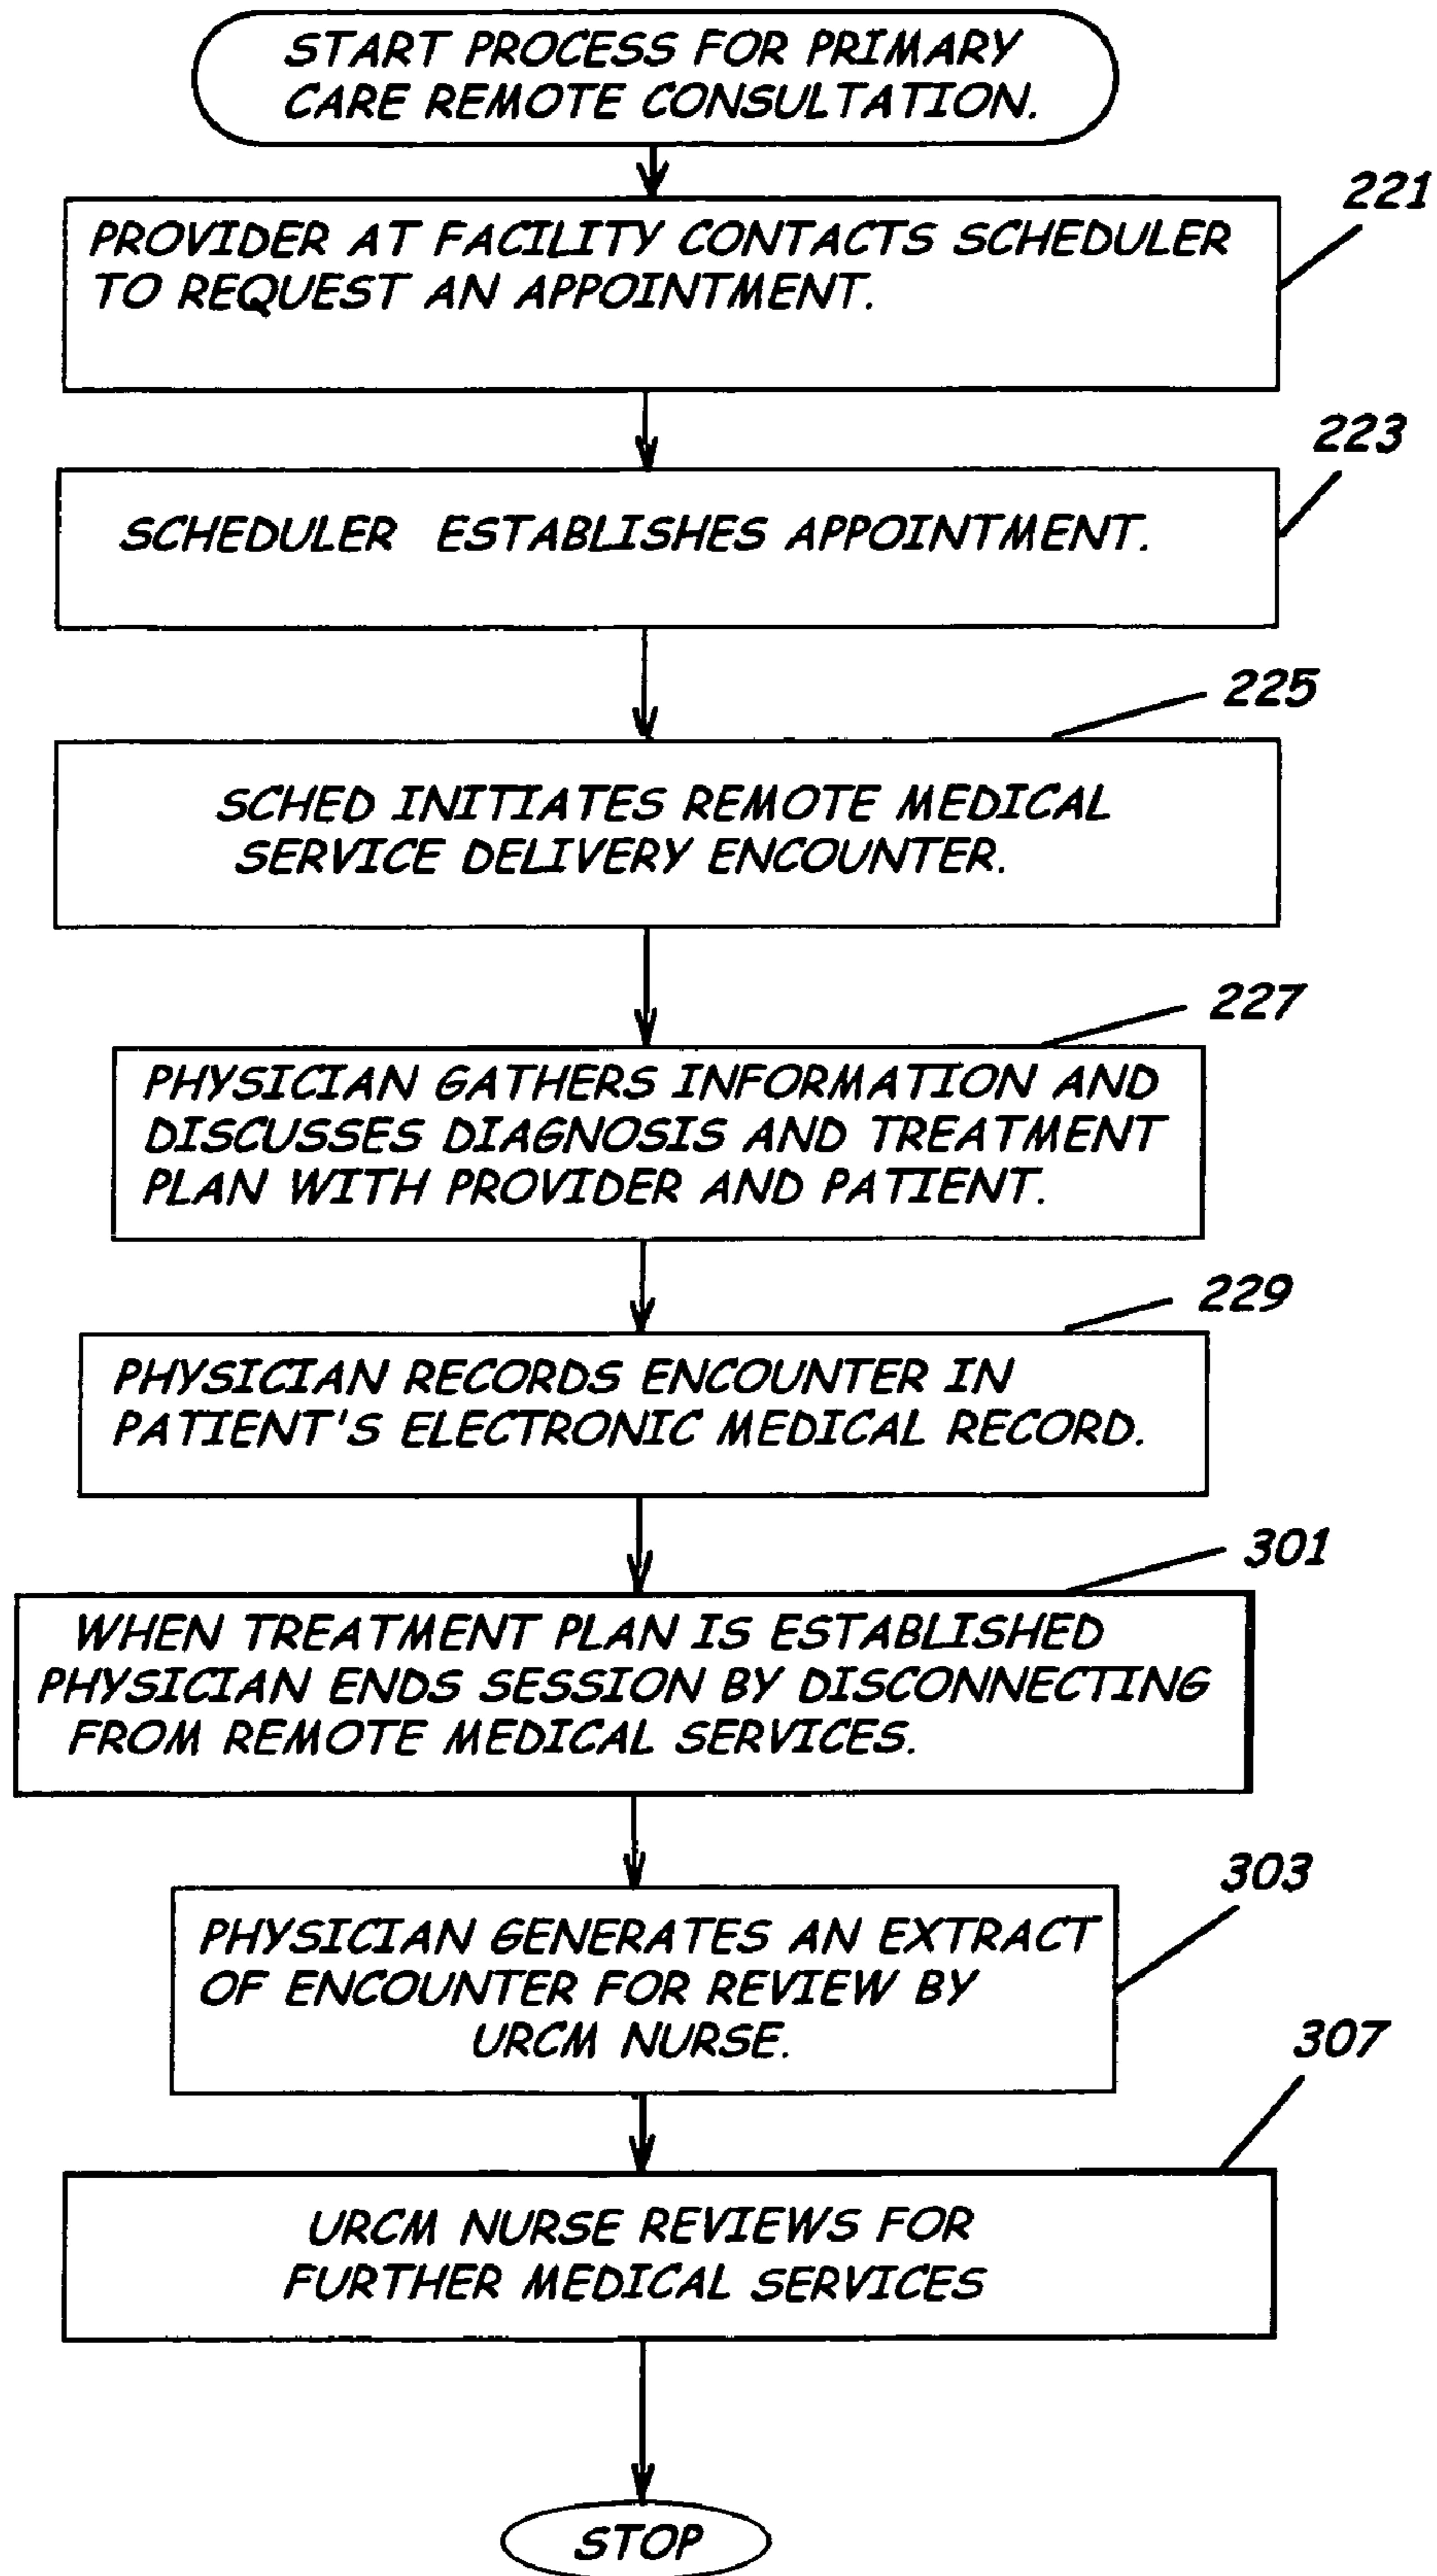 START PROCESS FOR PRIMARY
CARE REMOTE CONSULTATION.
221
PROVIDER AT FACILITY CONTACTS SCHEDULER
TO REQUEST AN APPOINTMENT.
223
SCHEDULER ESTABLISHES APPOINTMENT.
225
SCHED INITIATES REMOTE MEDICAL
SERVICE DELIVERY ENCOUNTER.
227
PHYSICIAN GATHERS INFORMATION AND
DISCUSSES DIAGNOSIS AND TREATMENT
PLAN WITH PROVIDER AND PATIENT.
229
PHYSICIAN RECORDS ENCOUNTER IN
PATIENT'S ELECTRONIC MEDICAL RECORD.
301
WHEN TREATMENT PLAN IS ESTABLISHED
PHYSICIAN ENDS SESSION BY DISCONNECTING
FROM REMOTE MEDICAL SERVICES.
303
PHYSICIAN GENERATES AN EXTRACT
OF ENCOUNTER FOR REVIEW BY
URCM NURSE.
307
URCM NURSE REVIEWS FOR
FURTHER MEDICAL SERVICES
STOP